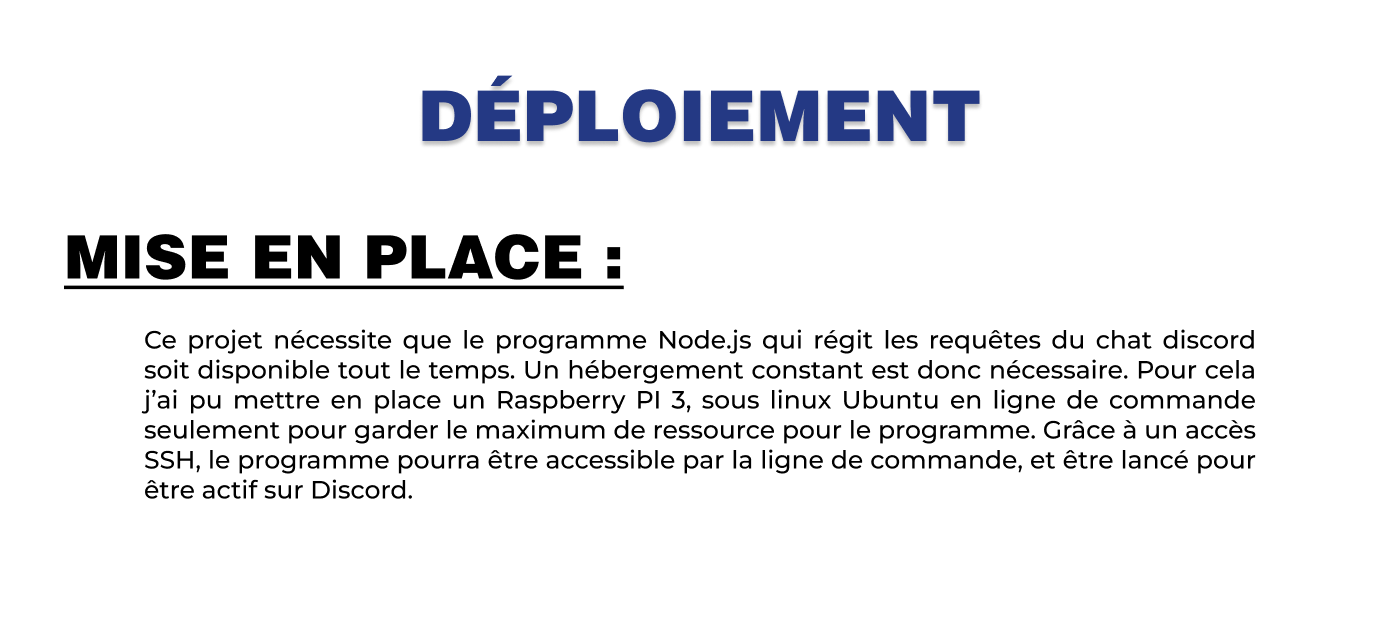 DÉPLOIEMENT
MISE EN PLACE :
Ce projet nécessite que le programme Node.js qui régit les requêtes du chat discord
soit disponible tout le temps. Un hébergement constant est donc nécessaire. Pour cela
j’ai pu mettre en place un Raspberry PI 3, sous linux Ubuntu en ligne de commande
seulement pour garder le maximum de ressource pour le programme. Grâce à un accès
SSH, le programme pourra être accessible par la ligne de commande, et être lancé pour
être actif sur Discord.